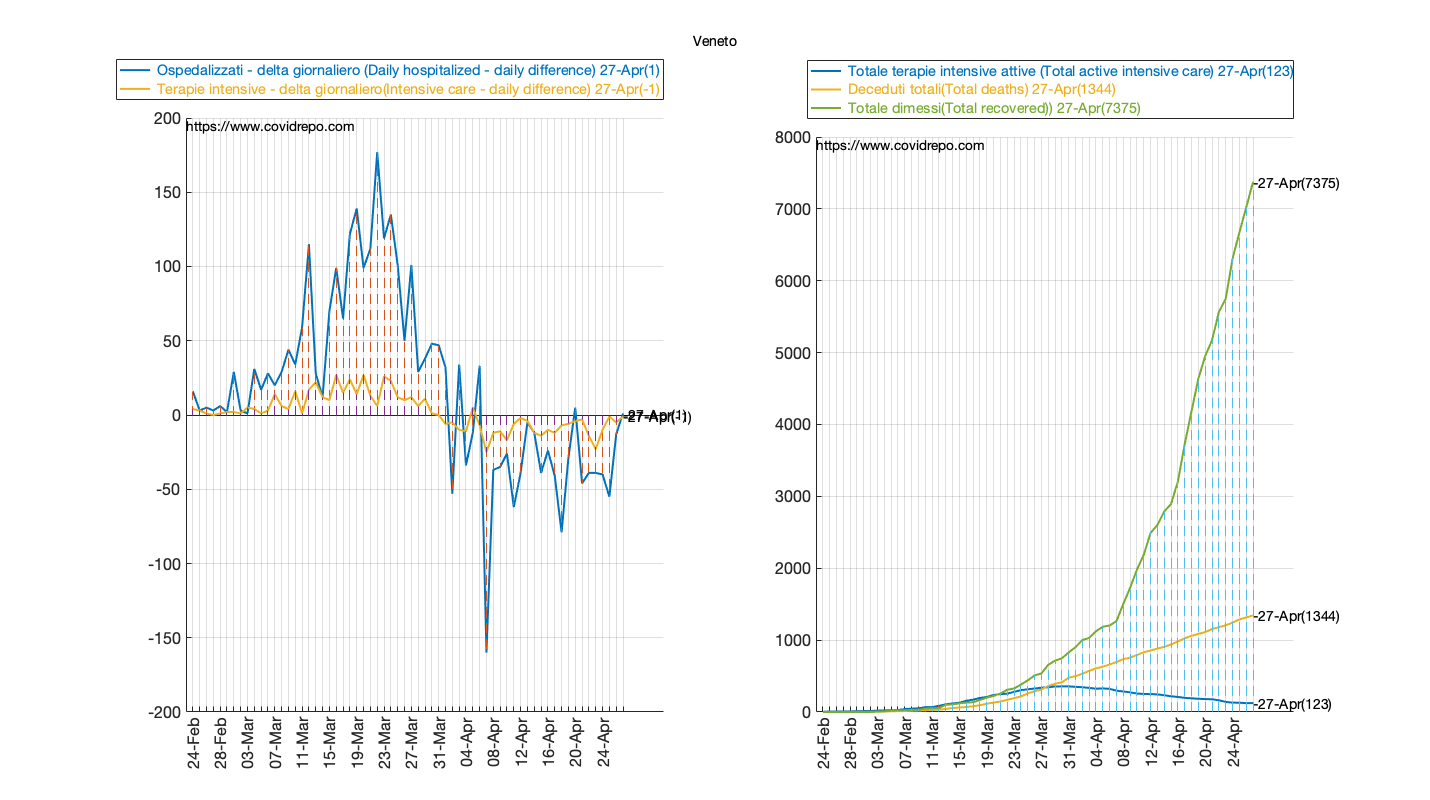 Veneto
Ospedalizzati - delta giornaliero (Daily hospitalized - daily difference) 27-Apr(1)
Terapie intensive - delta giornaliero(Intensive care - daily difference) 27-Apr(-1)
https://www.covidrepo.com
200
150
100
50
0
-50
-100
-150
-200
27-Apr(1)
-27-Apr(-1)
24-Feb
28-Feb
03-Mar
07-Mar
11-Mar
15-Mar
19-Mar
23-Mar
27-Mar
31-Mar
04-Apr
08-Apr
12-Apr
16-Apr
20-Apr
24-Apr
Totale terapie intensive attive (Total active intensive care) 27-Apr(123)
Deceduti totali(Total deaths) 27-Apr(1344)
Totale dimessi(Total recovered)) 27-Apr(7375)
https://www.covidrepo.com
8000
7000
6000
5000
4000
3000
2000
1000
0
-27-Apr(7375)
-27-Apr(1344)
-27-Apr(123)
24-Feb
28-Feb
03-Mar
07-Mar
11-Mar
15-Mar
19-Mar
23-Mar
27-Mar
31-Mar
04-Apr
08-Apr
12-Apr
16-Apr
20-Apr
24-Apr